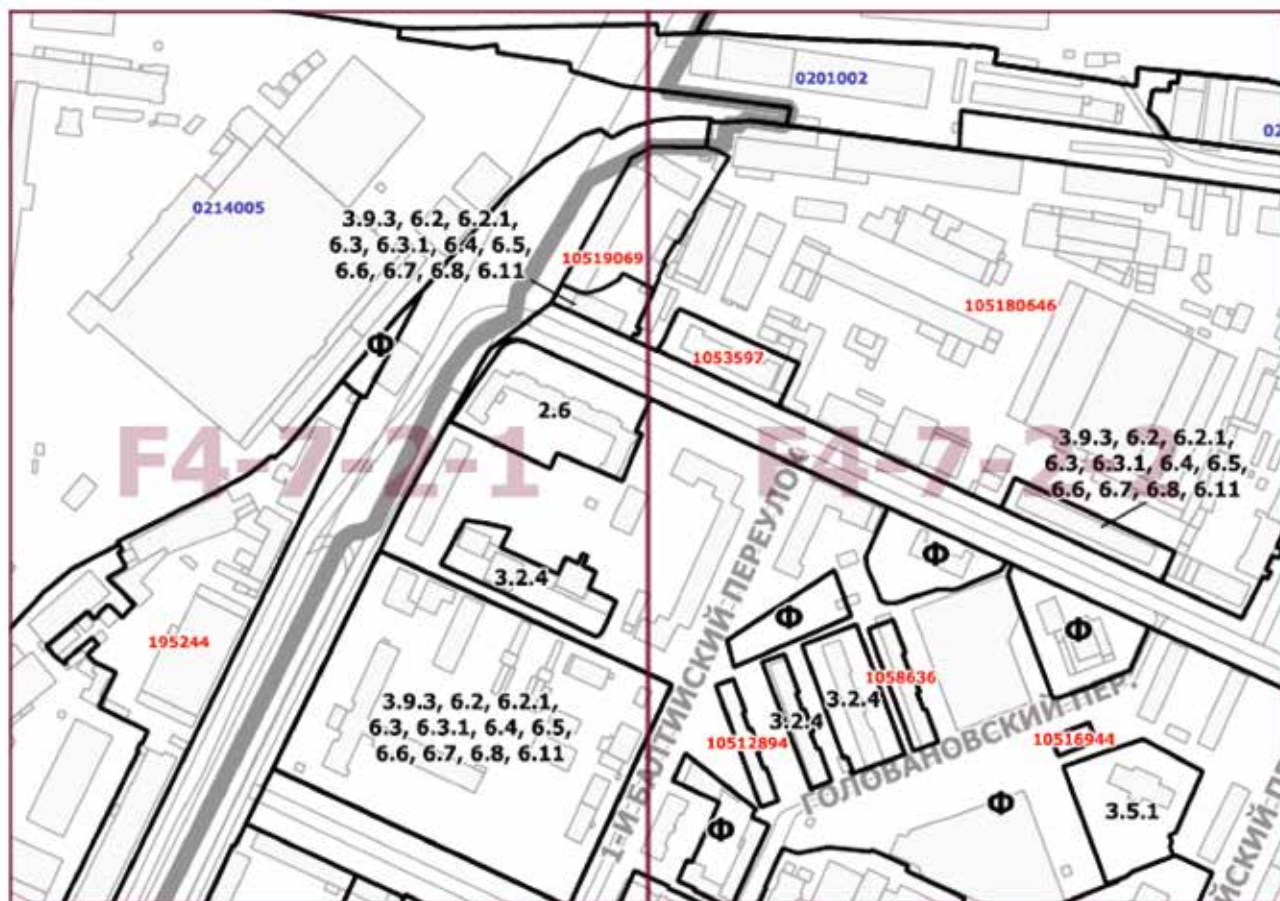 0201002
02
0214005
3.9.3, 6.2, 6.2.1,
6.3, 6.3.1, 6.4, 6.5,
6.6, 6.7, 6.8, 6.11
10519069
105180646
Ф
1053597
2.6
F4-7-2-1
F4-7-2-2
3.9.3, 6.2, 6.2.1,
6.3, 6.3.1, 6.4, 6.5,
6.6, 6.7, 6.8, 6.11
Ф
3.2.4
Ф
Ф
195244
1058636
3.2.4
3.2.4
3.9.3, 6.2, 6.2.1,
6.3, 6.3.1, 6.4, 6.5,
6.6, 6.7, 6.8, 6.11
10512894
10516944
1-Й БАЛТИЙСКИЙ ПЕРЕУЛОК
ГОЛОВАНОВСКИЙ ПЕР.
Ф
Ф
3.5.1